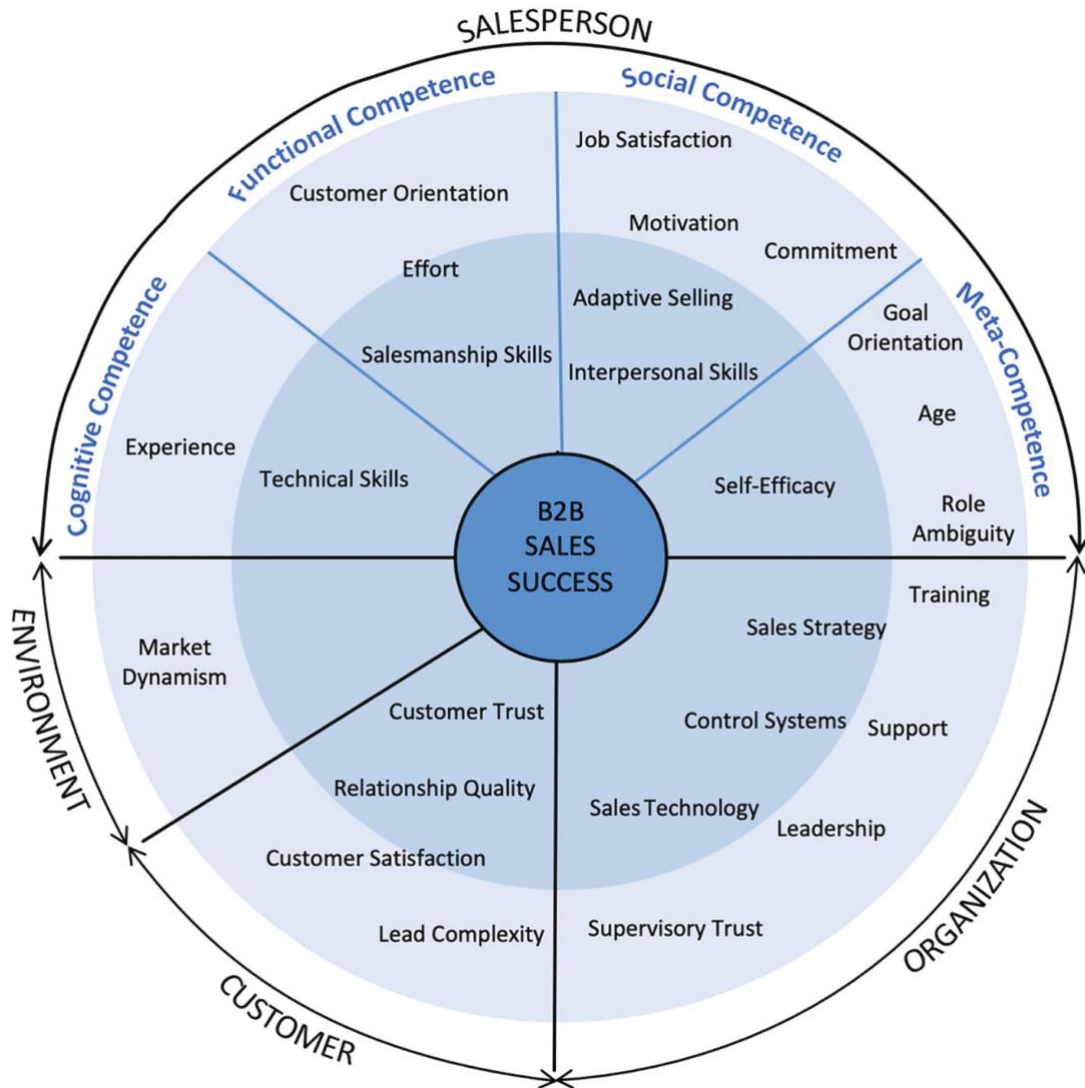 SALESPERSON
Functional Competence
Social Competence
Job Satisfaction
Customer Orientation
Motivation
Commitment
Effort
Adaptive Selling
Goal
Orientation
Meta-Competence
Cognitive Competence
Salesmanship Skills
Interpersonal Skills
Age
Experience
Technical Skills
Self-Efficacy
Role
Ambiguity
B2B
SALES
SUCCESS
Training
ENVIRONMENT
Market
Dynamism
Sales Strategy
Customer Trust
Control Systems
Support
Relationship Quality
Sales Technology
Leadership
Customer Satisfaction
Lead Complexity
Supervisory Trust
ORGANIZATION
CUSTOMER